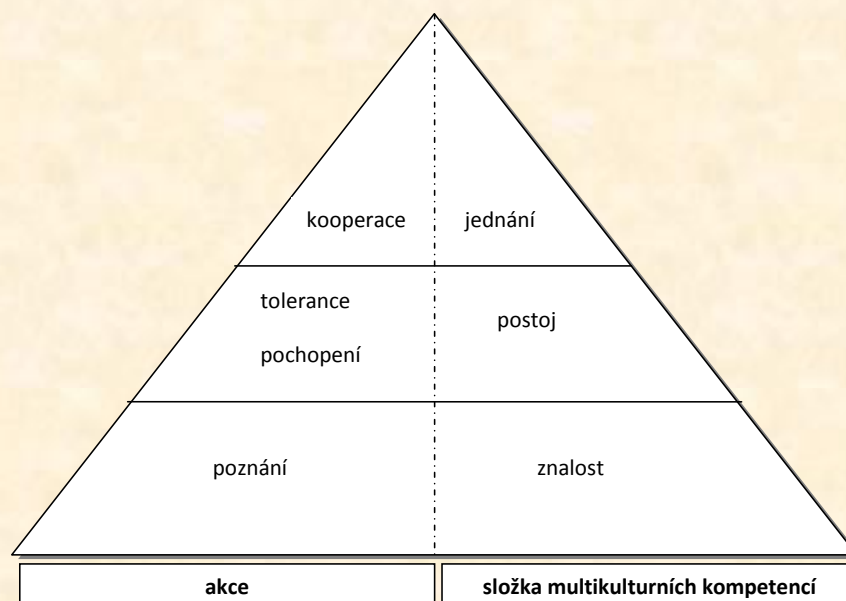 kooperace jednání
tolerance
postoj
pochopení
poznání znalost
akce složka multikulturních kompetencí